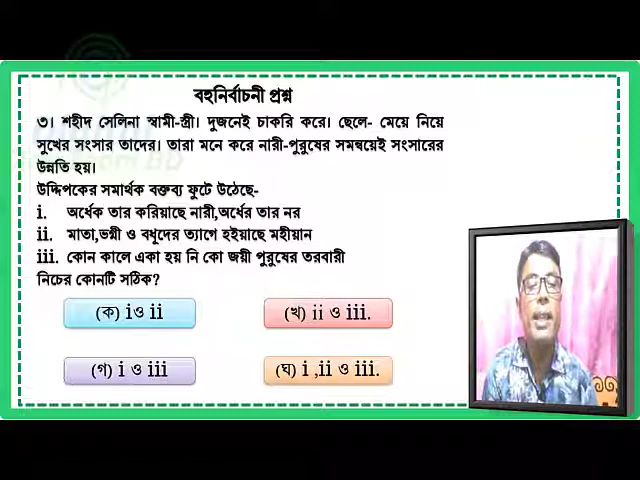 বহুনির্বাচনী প্রশ্ন
৩। শহীদ সেলিনা স্বামী-স্ত্রী। দুজনেই চাকরি করে। ছেলে- মেয়ে নিয়ে
সুখের সংসার তাদের। তারা মনে করে নারী-পুরুষের সমন্বয়েই সংসারের
উন্নতি হয়।
উদ্দিপকের সমার্থক বক্তব্য ফুটে উঠেছে-
i. অর্ধেক তার করিয়াছে নারী,অর্ধের তার নর
ii. মাতা,ভগ্নী ও বধূদের ত্যাগে হইয়াছে মহীয়ান
iii. কোন কালে একা হয় নি কো জয়ী পুরুষের তরবারী
নিচের কোনটি সঠিক?
(ক) iও ii
(খ) ii ও iii.
(গ) i ও iii
(ঘ) i ,ii ও iii.